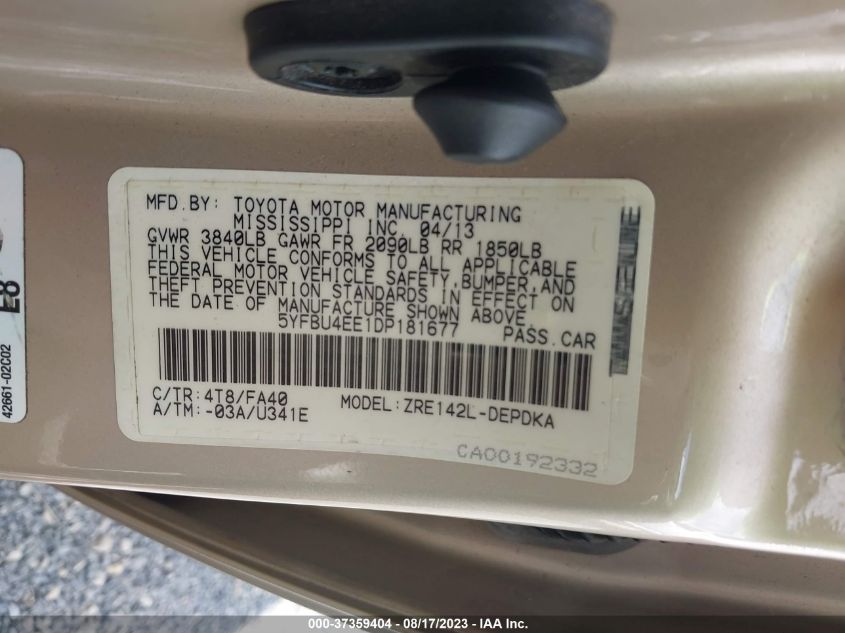 MFD.BY: TOYOTA MOTOR MANUFACTURING
MISSISSIPPI INC. 04/13
GVWR 3840LB GAWR FR 2090LB RR 1850LB
THIS VEHICLE CONFORMS TO ALL APPLICABLE
FEDERAL MOTOR VEHICLE SAFETY,BUMPER,AND
THEFT PREVENTION STANDARDS IN EFFECT ON
THE DATE OF MANUFACTURE SHOWN ABOVE.
5YFBU4EE1DP181677 PASS.CAR
C/TR:4T8/FA40
A/TM:-03A/U341E MODEL:ZRE142L-DEPDKA
CA00192332
E8
42661-02C02
000-37359404 - 08/17/2023 - IAA Inc.